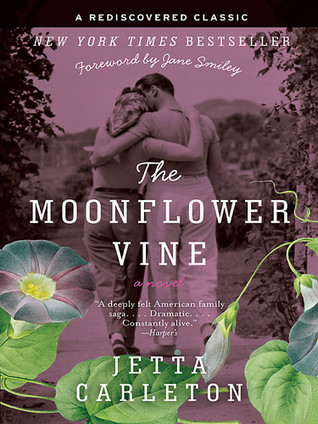 A REDISCOVERED CLASSIC
NEW YORK TIMES BESTSELLER
Foreword by Jane Smiley
The
MOONFLOWER
VINE
a novel
"A deeply felt American family
saga. . . . Dramatic. . . .
Constantly alive."
—Harper's
JETTA
CARLETON